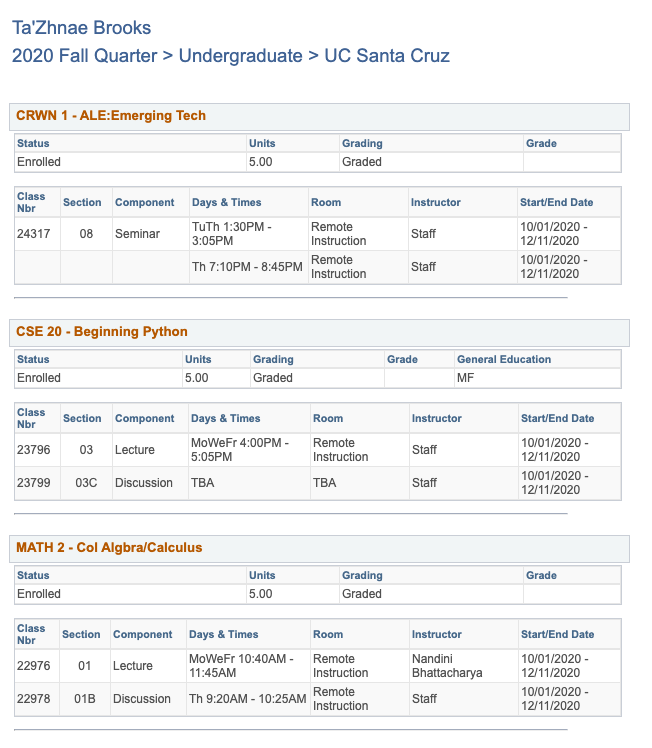 Ta'Zhnae Brooks
2020 Fall Quarter > Undergraduate > UC Santa Cruz
CRWN 1 - ALE:Emerging Tech
Status Units Grading Grade
Enrolled 5.00 Graded
Class Nbr Section Component Days & Times Room Instructor Start/End Date
24317 08 Seminar TuTh 1:30PM - 3:05PM Remote Instruction Staff 10/01/2020 - 12/11/2020
Th 7:10PM - 8:45PM Remote Instruction Staff 10/01/2020 - 12/11/2020
CSE 20 - Beginning Python
Status Units Grading Grade General Education
Enrolled 5.00 Graded MF
Class Nbr Section Component Days & Times Room Instructor Start/End Date
23796 03 Lecture MoWeFr 4:00PM - 5:05PM Remote Instruction Staff 10/01/2020 - 12/11/2020
23799 03C Discussion TBA TBA Staff 10/01/2020 - 12/11/2020
MATH 2 - Col Algbra/Calculus
Status Units Grading Grade
Enrolled 5.00 Graded
Class Nbr Section Component Days & Times Room Instructor Start/End Date
22976 01 Lecture MoWeFr 10:40AM - 11:45AM Remote Instruction Nandini Bhattacharya 10/01/2020 - 12/11/2020
22978 01B Discussion Th 9:20AM - 10:25AM Remote Instruction Staff 10/01/2020 - 12/11/2020